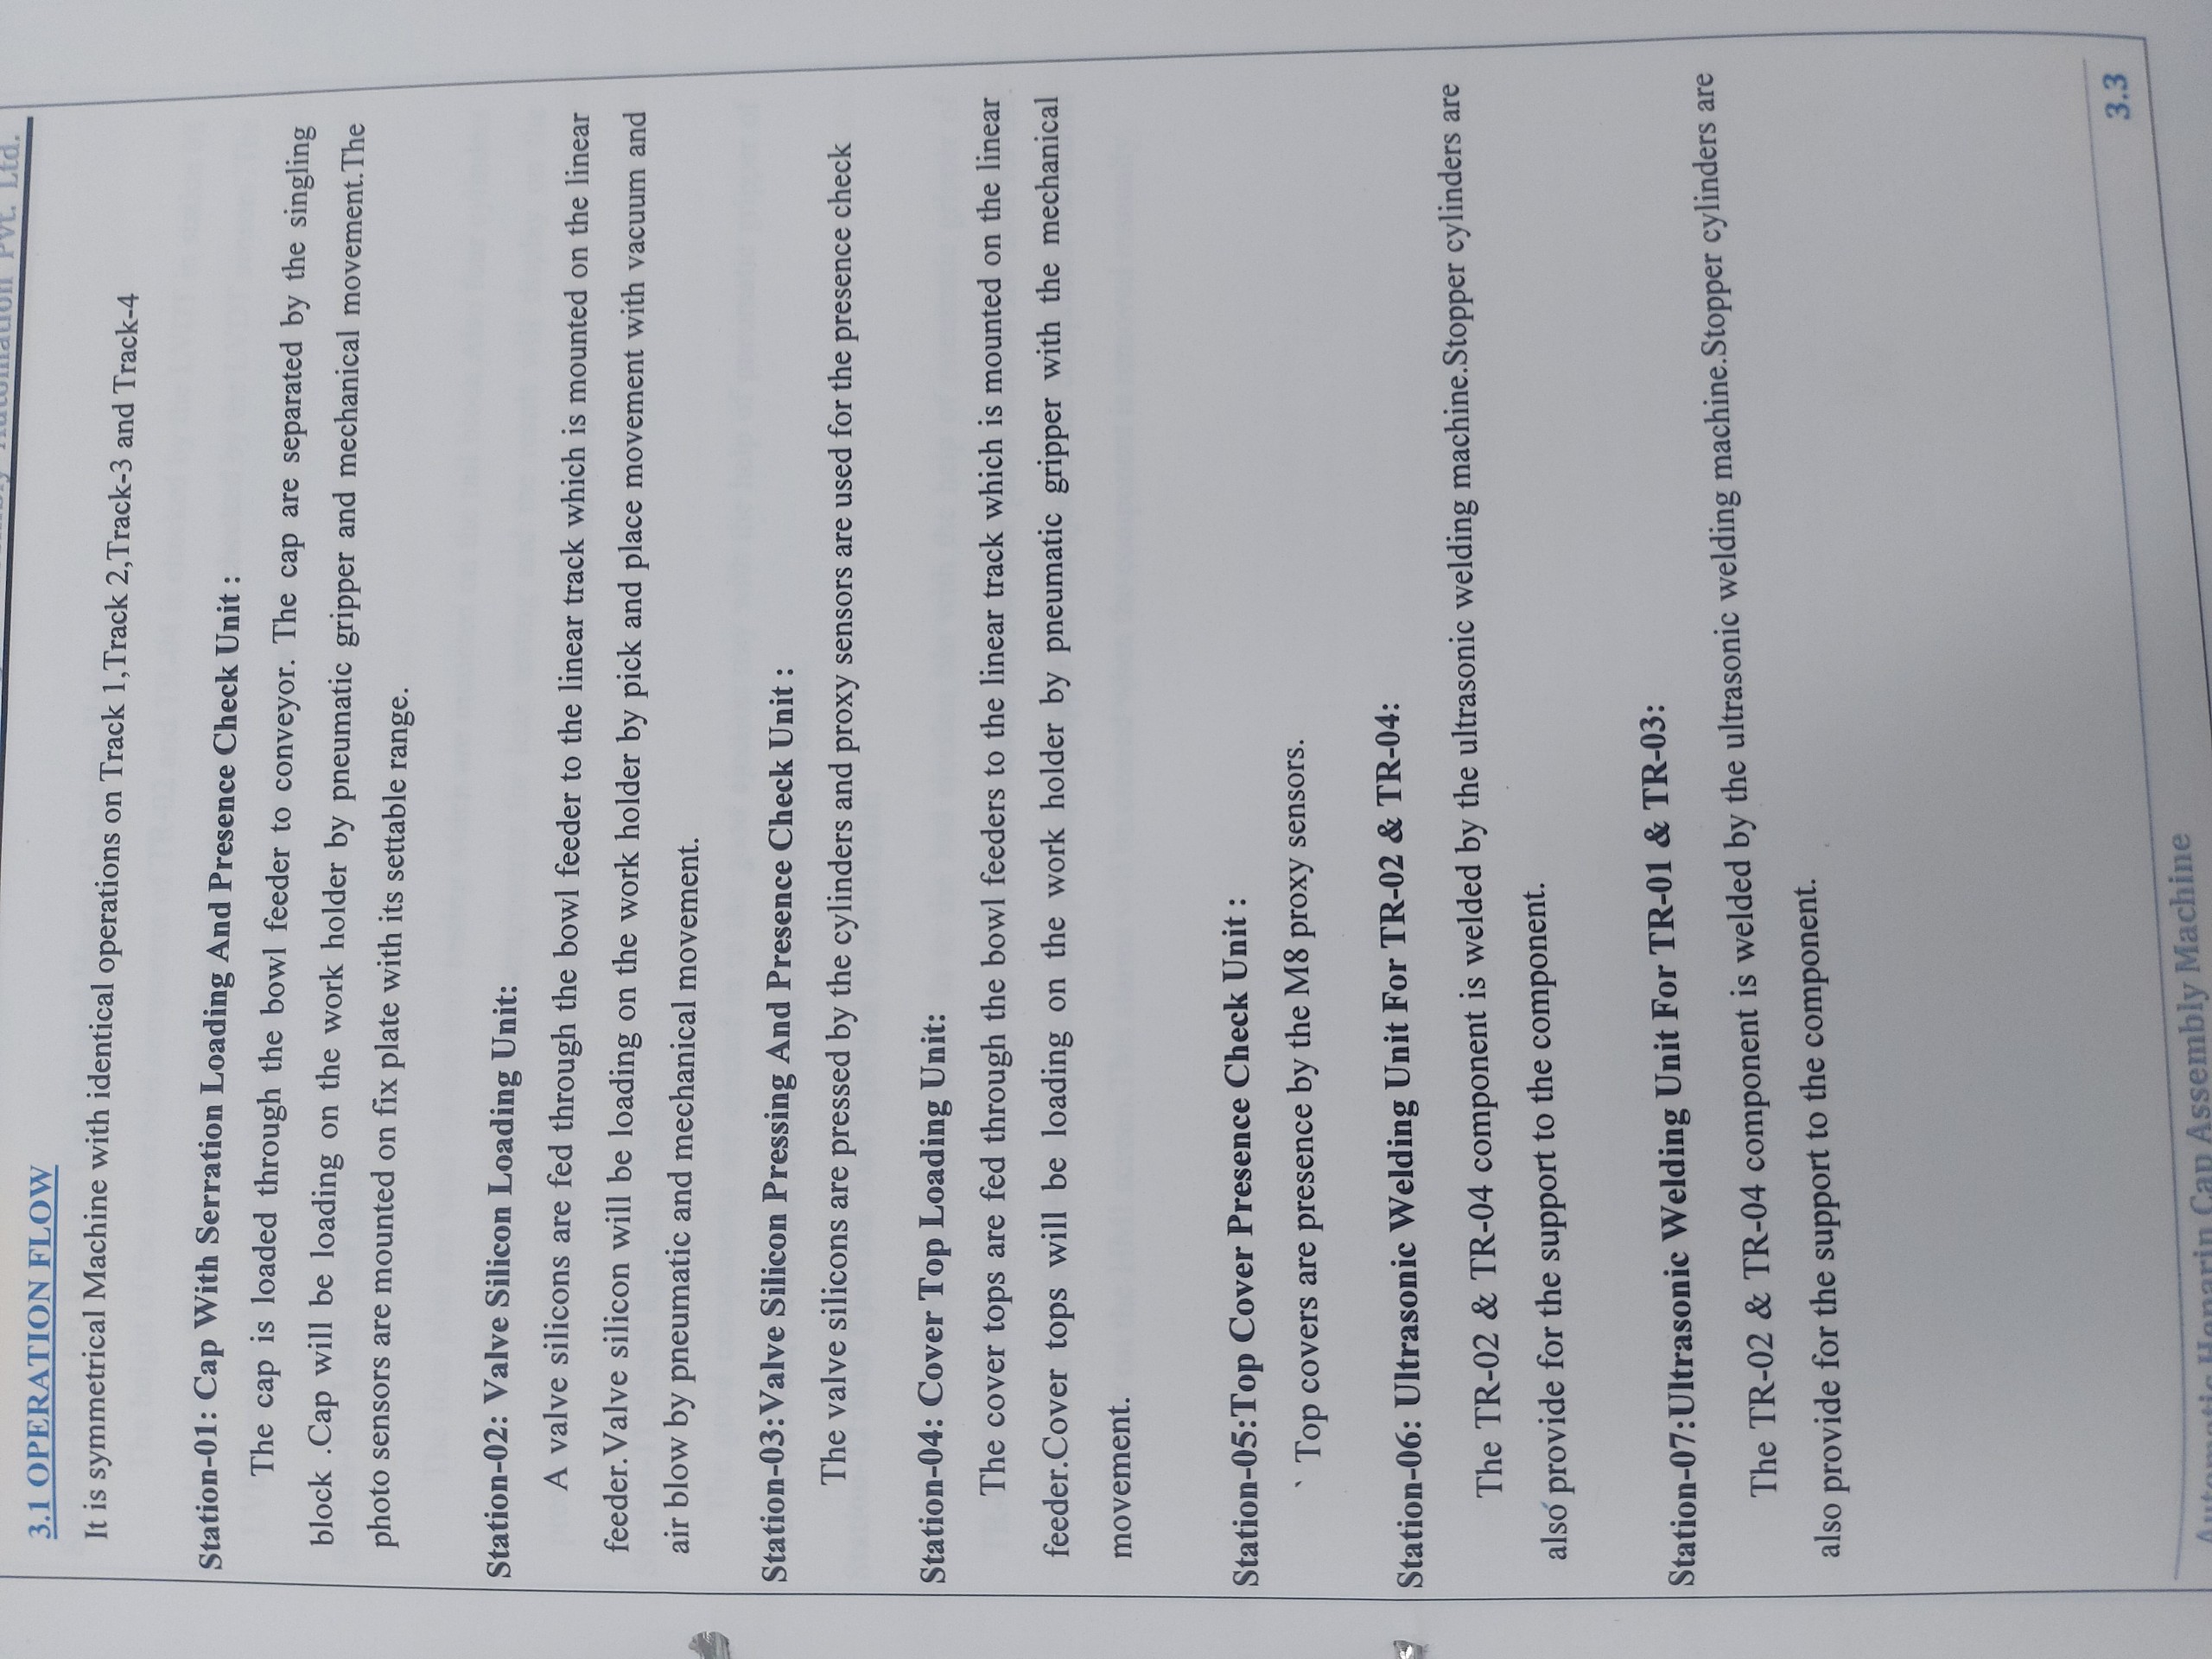 Automation Pvt. Ltd.
3.1 OPERATION FLOW
It is symmetrical Machine with identical operations on Track 1,Track 2,Track-3 and Track-4
Station-01: Cap With Serration Loading And Presence Check Unit :
The cap is loaded through the bowl feeder to conveyor. The cap are separated by the singling
block .Cap will be loading on the work holder by pneumatic gripper and mechanical movement.The
photo sensors are mounted on fix plate with its settable range.
Station-02: Valve Silicon Loading Unit:
A valve silicons are fed through the bowl feeder to the linear track which is mounted on the linear
feeder.Valve silicon will be loading on the work holder by pick and place movement with vacuum and
air blow by pneumatic and mechanical movement.
Station-03:Valve Silicon Pressing And Presence Check Unit :
The valve silicons are pressed by the cylinders and proxy sensors are used for the presence check
Station-04: Cover Top Loading Unit:
The cover tops are fed through the bowl feeders to the linear track which is mounted on the linear
feeder.Cover tops will be loading on the work holder by pneumatic gripper with the mechanical
movement.
Station-05:Top Cover Presence Check Unit :
` Top covers are presence by the M8 proxy sensors.
Station-06: Ultrasonic Welding Unit For TR-02 & TR-04:
The TR-02 & TR-04 component is welded by the ultrasonic welding machine.Stopper cylinders are
also provide for the support to the component.
Station-07:Ultrasonic Welding Unit For TR-01 & TR-03:
The TR-02 & TR-04 component is welded by the ultrasonic welding machine.Stopper cylinders are
also provide for the support to the component.
3.3
Automatic Heparin Cap Assembly Machine